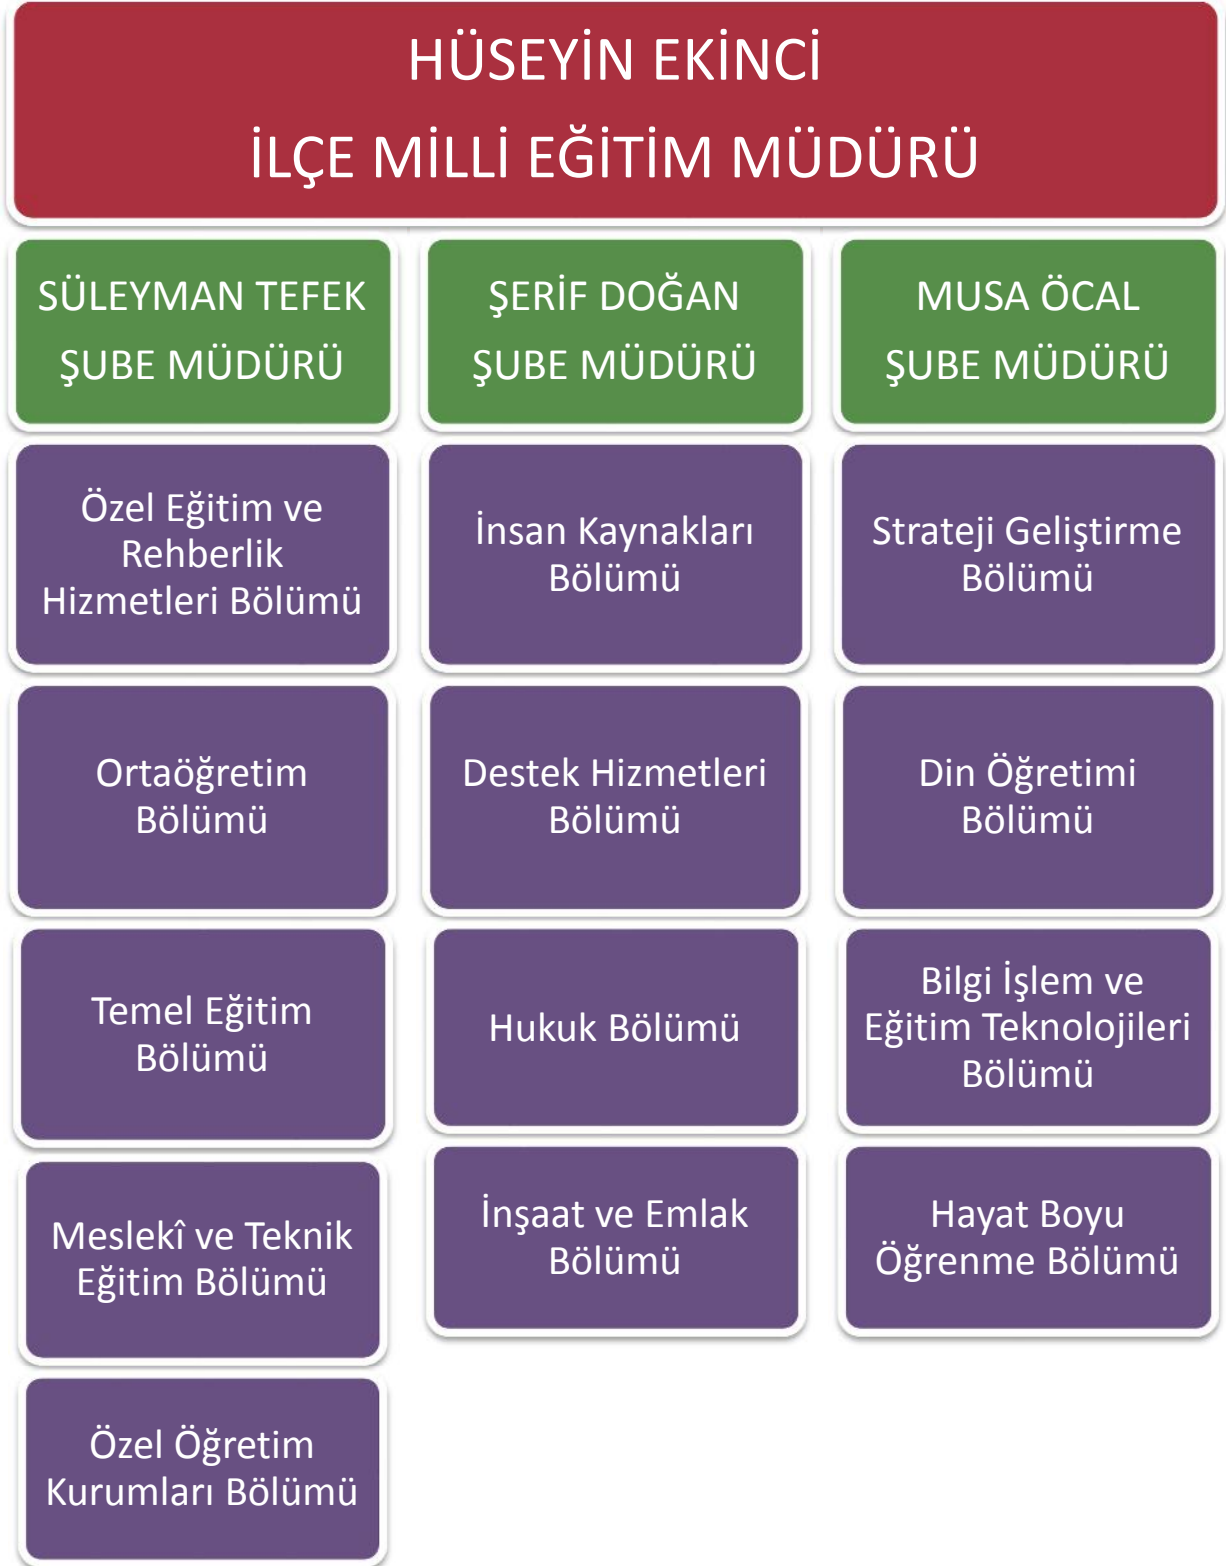 HÜSEYİN EKİNCİ
İLÇE MİLLİ EĞİTİM MÜDÜRÜ
SÜLEYMAN TEFEK
ŞUBE MÜDÜRÜ
Özel Eğitim ve
Rehberlik
Hizmetleri Bölümü
Ortaöğretim
Bölümü
Temel Eğitim
Bölümü
Meslekî ve Teknik
Eğitim Bölümü
Özel Öğretim
Kurumları Bölümü
ŞERİF DOĞAN
ŞUBE MÜDÜRÜ
İnsan Kaynakları
Bölümü
Destek Hizmetleri
Bölümü
Hukuk Bölümü
İnşaat ve Emlak
Bölümü
MUSA ÖCAL
ŞUBE MÜDÜRÜ
Strateji Geliştirme
Bölümü
Din Öğretimi
Bölümü
Bilgi İşlem ve
Eğitim Teknolojileri
Bölümü
Hayat Boyu
Öğrenme Bölümü